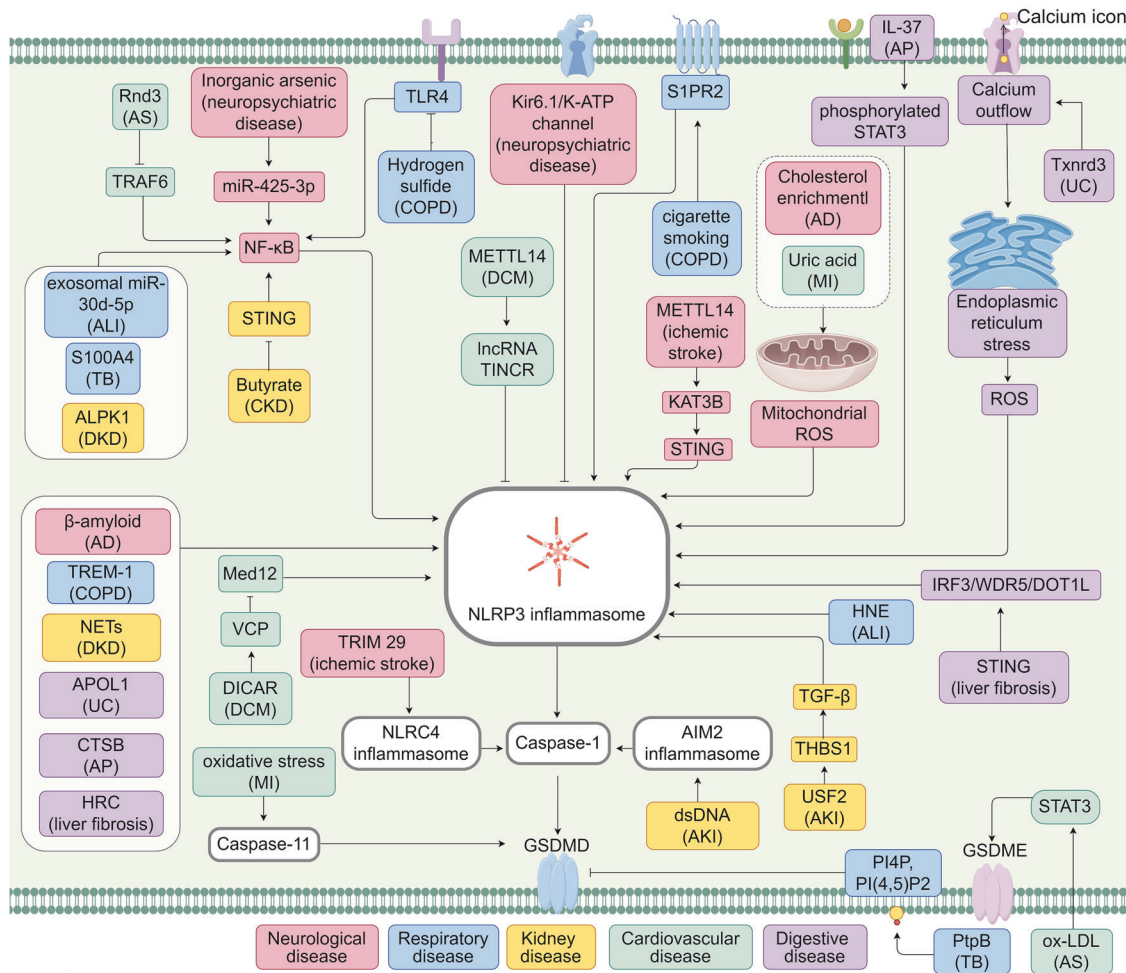 Calcium icon
IL-37
(AP)
Inorganic arsenic
(neuropsychiatric
disease)
Rnd3
(AS)
TLR4
Kir6.1/K-ATP
channel
(neuropsychiatric
disease)
S1PR2
phosphorylated
STAT3
Calcium
outflow
Txnrd3
(UC)
TRAF6
miR-425-3p
Hydrogen
sulfide
(COPD)
cigarette
smoking
(COPD)
Cholesterol
enrichmentl
(AD)
Uric acid
(MI)
NF-κB
METTL14
(DCM)
exosomal miR-
30d-5p
(ALI)
S100A4
(TB)
ALPK1
(DKD)
STING
Butyrate
(CKD)
lncRNA
TINCR
METTL14
(ichemic
stroke)
KAT3B
STING
Mitochondrial
ROS
Endoplasmic
reticulum
stress
ROS
β-amyloid
(AD)
TREM-1
(COPD)
NETs
(DKD)
APOL1
(UC)
CTSB
(AP)
HRC
(liver fibrosis)
Med12
VCP
DICAR
(DCM)
NLRP3 inflammasome
IRF3/WDR5/DOT1L
HNE
(ALI)
STING
(liver fibrosis)
TRIM 29
(ichemic stroke)
TGF-β
THBS1
USF2
(AKI)
NLRC4
inflammasome
Caspase-1
AIM2
inflammasome
oxidative stress
(MI)
dsDNA
(AKI)
Caspase-11
GSDMD
PI4P,
PI(4,5)P2
GSDME
STAT3
PtpB
(TB)
ox-LDL
(AS)
Neurological
disease
Respiratory
disease
Kidney
disease
Cardiovascular
disease
Digestive
disease